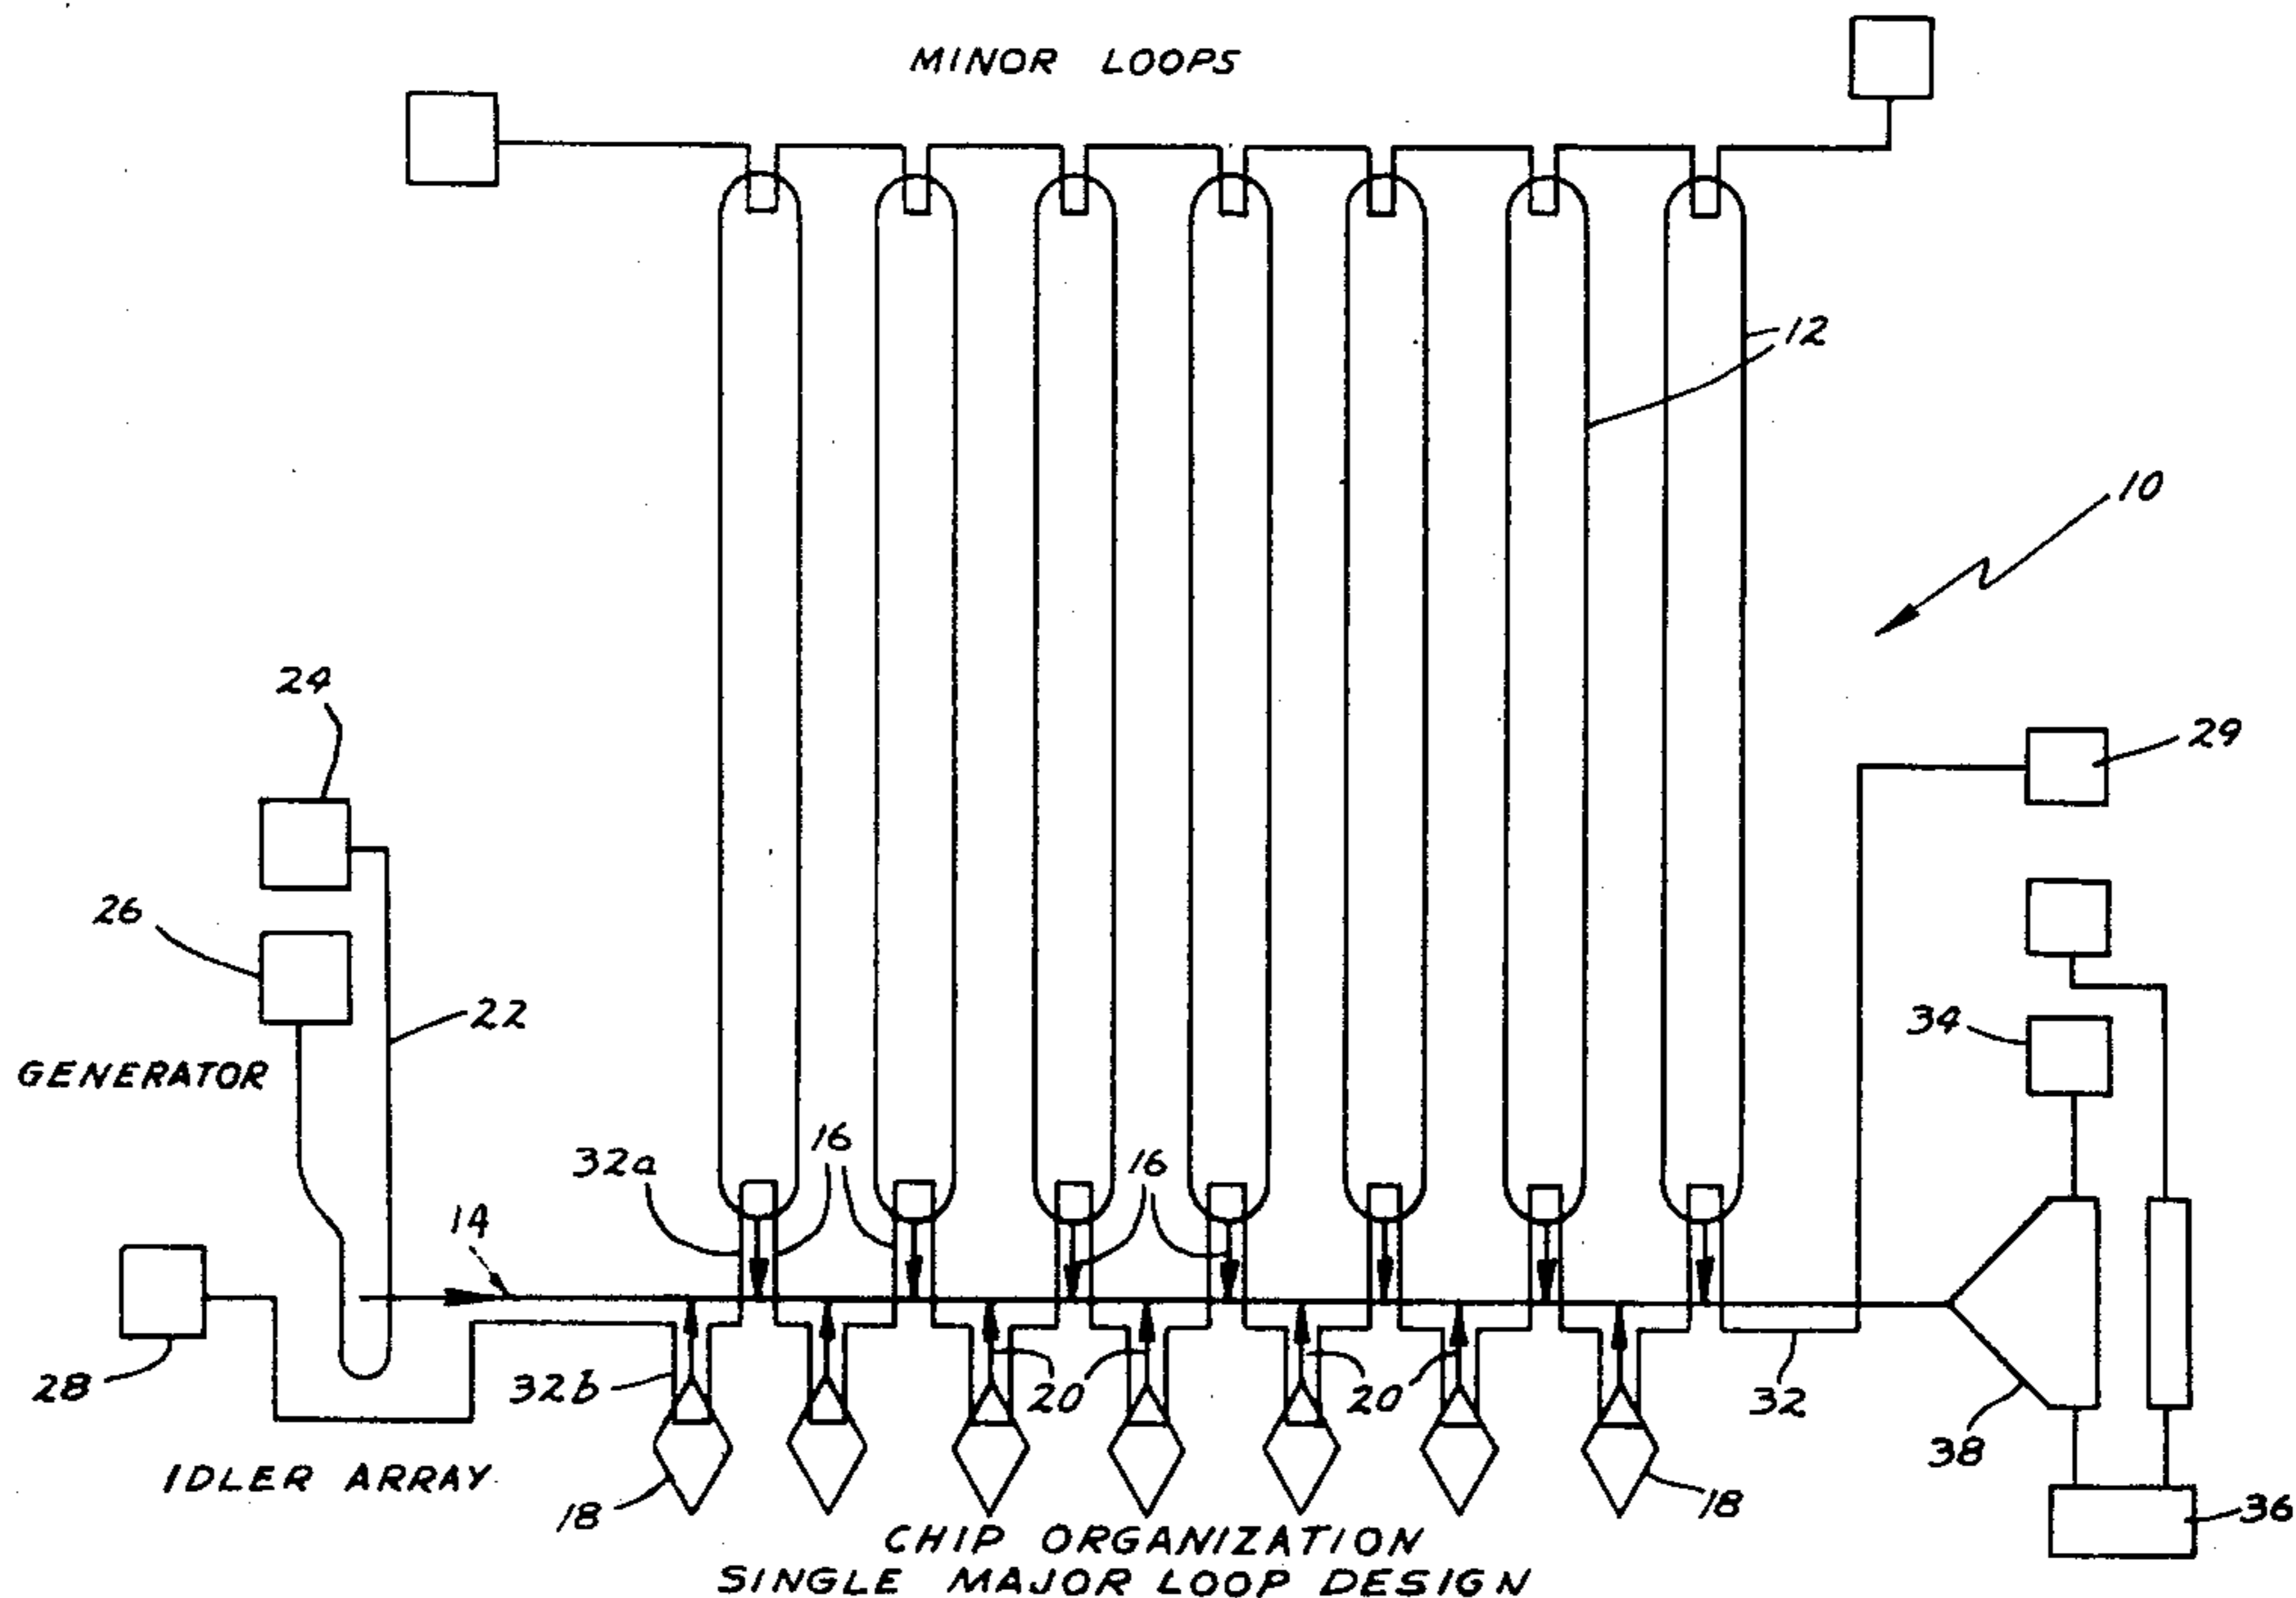 MINOR LOOPS
12
10
24
29
26
22
34
GENERATOR
32a
16
16
14
28
32b
20
20
32
38
IDLER ARRAY
18
18
36
CHIP ORGANIZATION
SINGLE MAJOR LOOP DESIGN